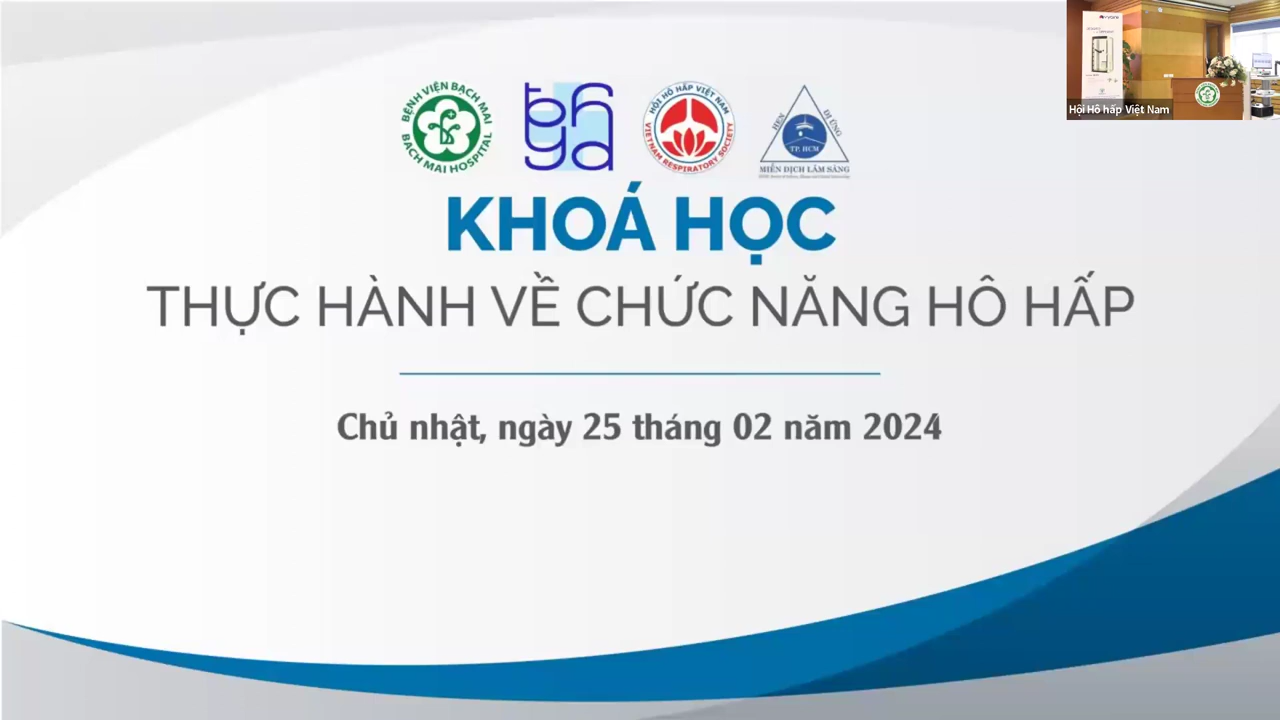 BỆNH VIỆN BẠCH MAI
BACH MAI HOSPITAL
HỘI HÔ HẤP VIỆT NAM
VIETNAM RESPIRATORY SOCIETY
HEN
DỊ ỨNG
TP. HCM
MIỄN DỊCH LÂM SÀNG
Hội Hô hấp Việt Nam
KHOÁ HỌC
THỰC HÀNH VỀ CHỨC NĂNG HÔ HẤP
Chủ nhật, ngày 25 tháng 02 năm 2024